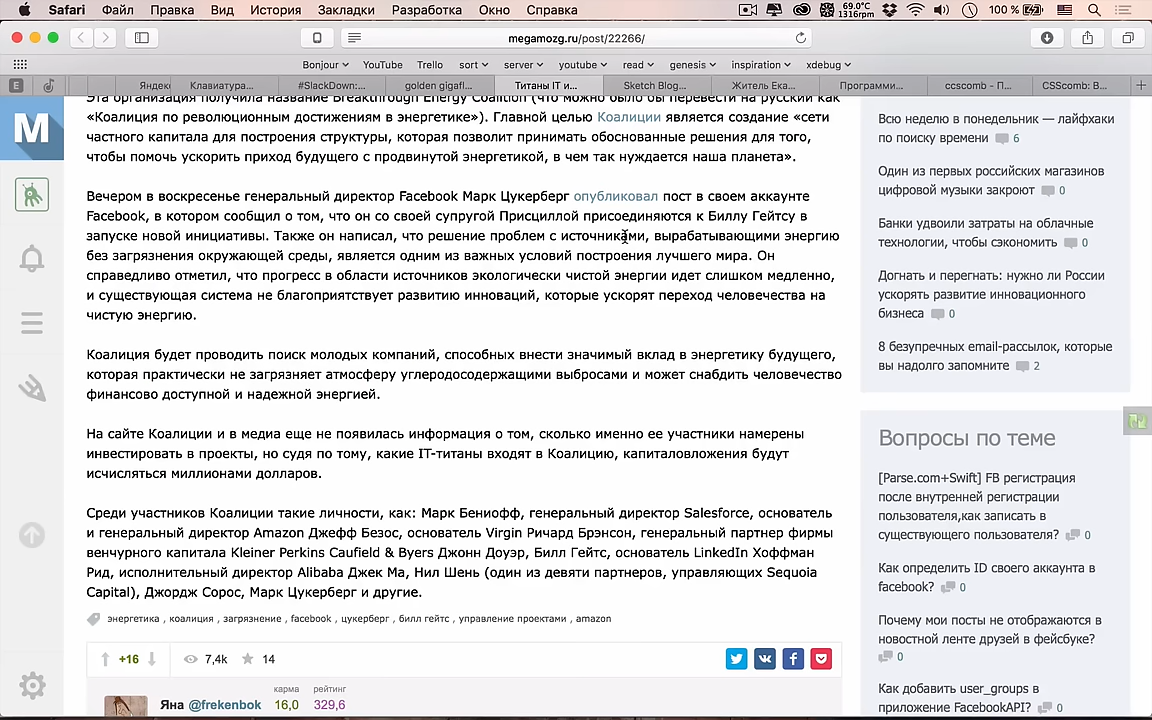 Safari Файл Правка Вид История Закладки Разработка Окно Справка
69.0°C
1316rpm
100 %
megamozg.ru/post/22266/
Bonjour YouTube Trello sort server youtube read genesis inspiration xdebug
E Яндек Клавиатура... #SlackDown:... golden gigafl... Титаны IT и... Sketch Blog... Житель Ека... Программи... ccscomb - П... CSScomb: В...
M
Эта организация получила название Breakthrough Energy Coalition (что можно было бы перевести на русский как
«Коалиция по революционным достижениям в энергетике»). Главной целью Коалиции является создание «сети
частного капитала для построения структуры, которая позволит принимать обоснованные решения для того,
чтобы помочь ускорить приход будущего с продвинутой энергетикой, в чем так нуждается наша планета».
Вечером в воскресенье генеральный директор Facebook Марк Цукерберг опубликовал пост в своем аккаунте
Facebook, в котором сообщил о том, что он со своей супругой Присциллой присоединяются к Биллу Гейтсу в
запуске новой инициативы. Также он написал, что решение проблем с источниками, вырабатывающими энергию
без загрязнения окружающей среды, является одним из важных условий построения лучшего мира. Он
справедливо отметил, что прогресс в области источников экологически чистой энергии идет слишком медленно,
и существующая система не благоприятствует развитию инноваций, которые ускорят переход человечества на
чистую энергию.
Коалиция будет проводить поиск молодых компаний, способных внести значимый вклад в энергетику будущего,
которая практически не загрязняет атмосферу углеродосодержащими выбросами и может снабдить человечество
финансово доступной и надежной энергией.
На сайте Коалиции и в медиа еще не появилась информация о том, сколько именно ее участники намерены
инвестировать в проекты, но судя по тому, какие IT-титаны входят в Коалицию, капиталовложения будут
исчисляться миллионами долларов.
Среди участников Коалиции такие личности, как: Марк Бениофф, генеральный директор Salesforce, основатель
и генеральный директор Amazon Джефф Безос, основатель Virgin Ричард Брэнсон, генеральный партнер фирмы
венчурного капитала Kleiner Perkins Caufield & Byers Джонн Доуэр, Билл Гейтс, основатель LinkedIn Хоффман
Рид, исполнительный директор Alibaba Джек Ма, Нил Шень (один из девяти партнеров, управляющих Sequoia
Capital), Джордж Сорос, Марк Цукерберг и другие.
энергетика , коалиция , загрязнение , facebook , цукерберг , билл гейтс , управление проектами , amazon
+16 7,4k 14
карма рейтинг
Яна @frekenbok 16,0 329,6
Всю неделю в понедельник — лайфхаки
по поиску времени 6
Один из первых российских магазинов
цифровой музыки закроют 0
Банки удвоили затраты на облачные
технологии, чтобы сэкономить 0
Догнать и перегнать: нужно ли России
ускорять развитие инновационного
бизнеса 0
8 безупречных email-рассылок, которые
вы надолго запомните 2
Вопросы по теме
[Parse.com+Swift] FB регистрация
после внутренней регистрации
пользователя,как записать в
существующего пользователя? 0
Как определить ID своего аккаунта в
facebook? 0
Почему мои посты не отображаются в
новостной ленте друзей в фейсбуке?
0
Как добавить user_groups в
приложение FacebookAPI? 0